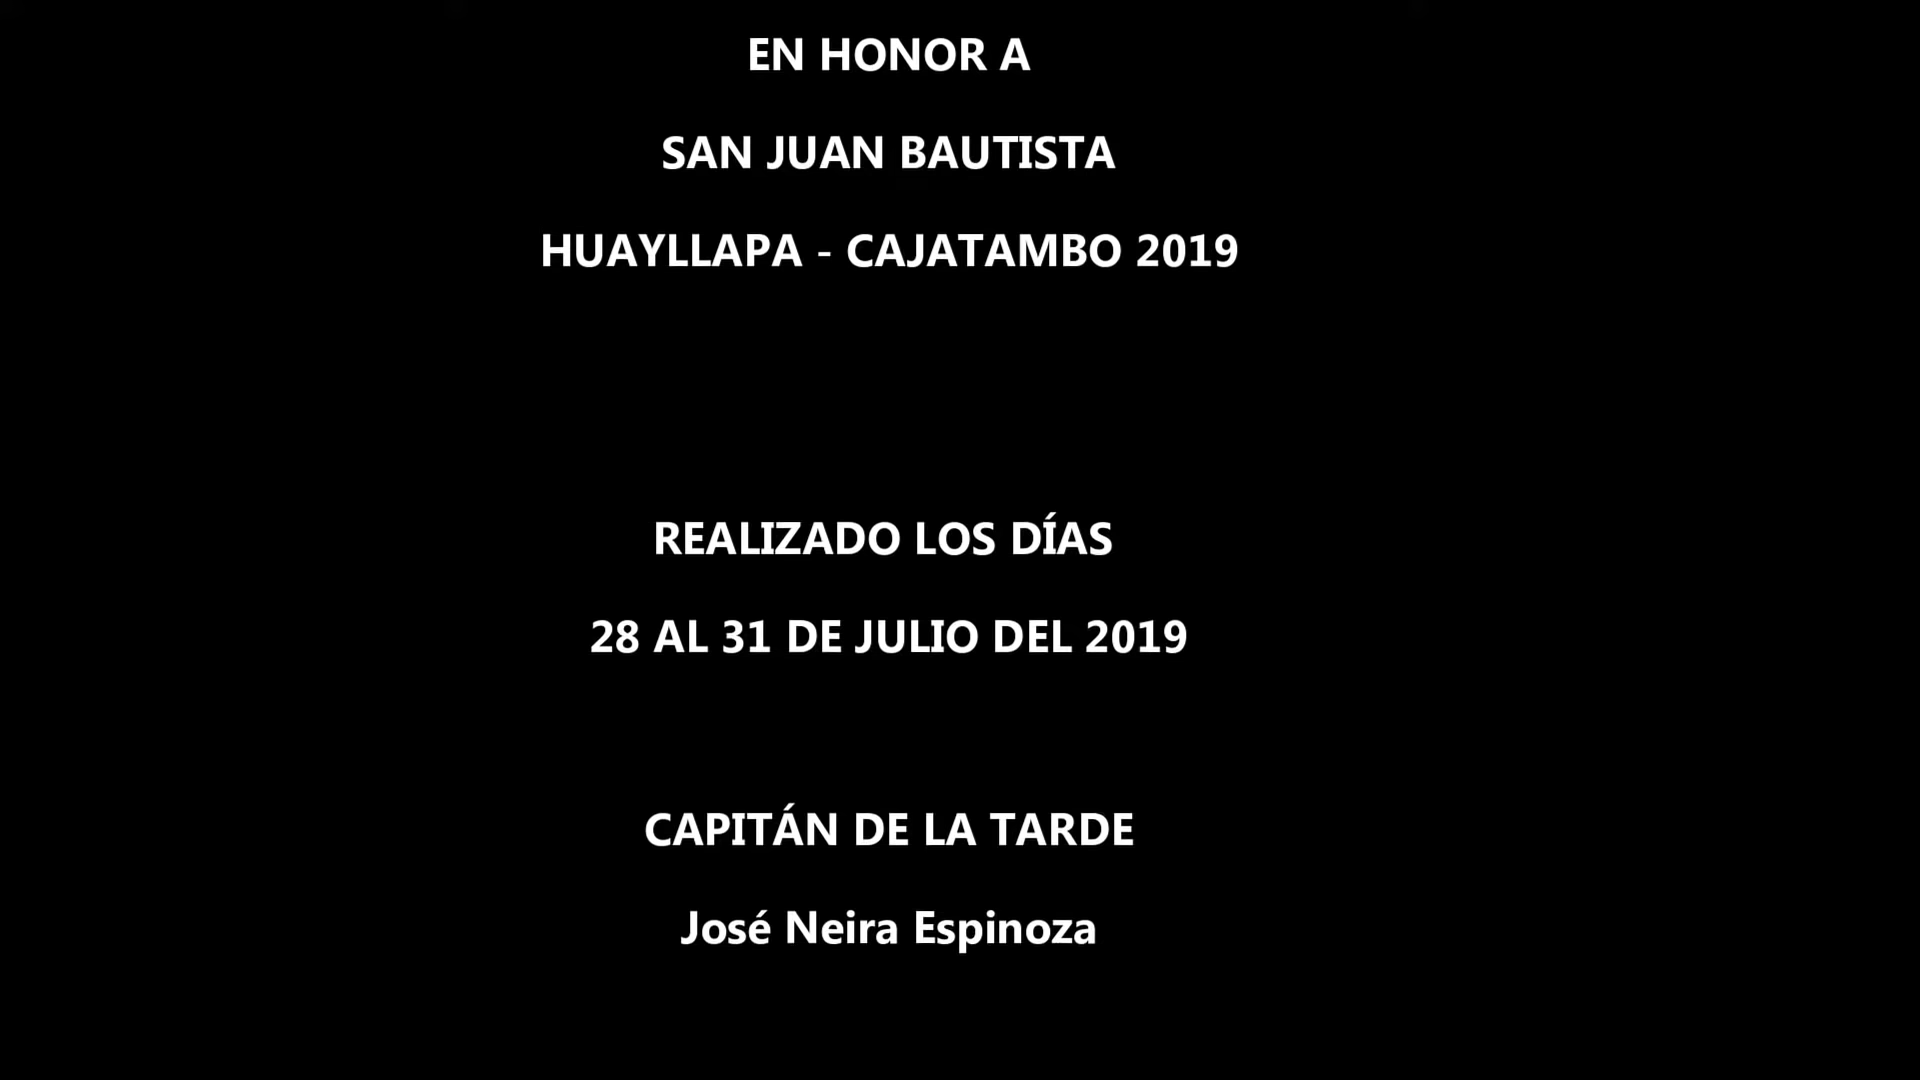 EN HONOR A
SAN JUAN BAUTISTA
HUAYLLAPA - CAJATAMBO 2019
REALIZADO LOS DÍAS
28 AL 31 DE JULIO DEL 2019
CAPITÁN DE LA TARDE
José Neira Espinoza